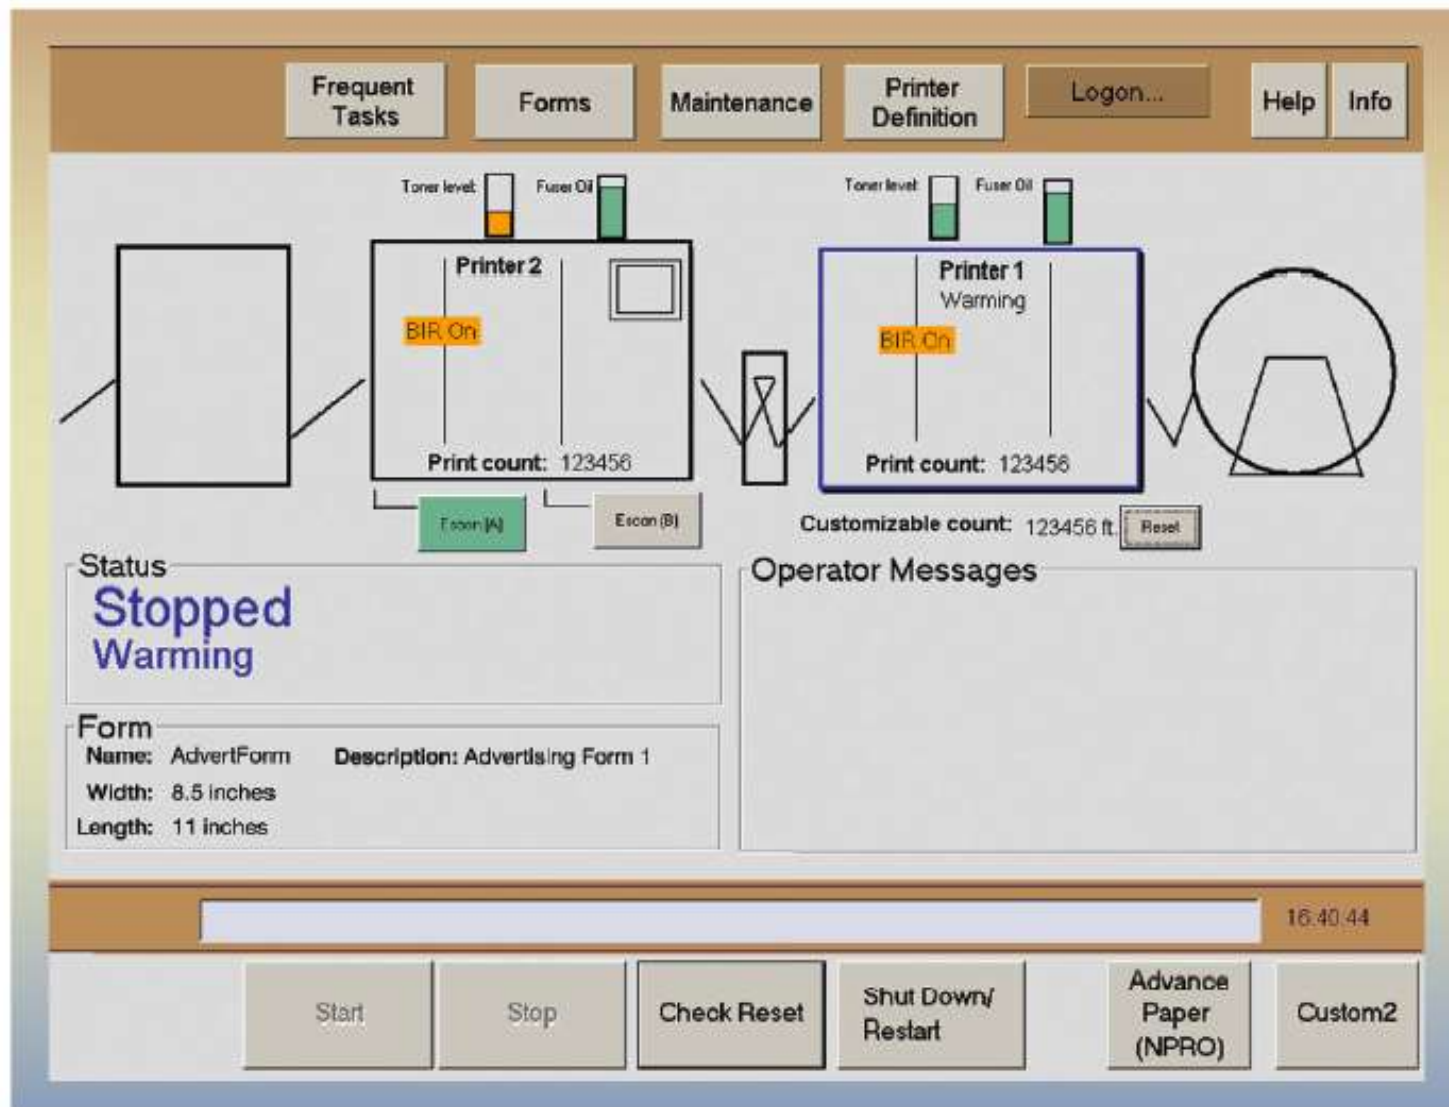 Frequent
Tasks
Forms
Maintenance
Printer
Definition
Logon...
Help
Info
Toner level:
Fuser Oil
Toner level:
Fuser Oil
Printer 2
BIR On
Print count: 123456
Printer 1
Warming
BIR On
Print count: 123456
Escon (A)
Escon (B)
Customizable count: 123456 ft.
Reset
Status
Stopped
Warming
Operator Messages
Form
Name: AdvertForm Description: Advertising Form 1
Width: 8.5 inches
Length: 11 inches
16:40:44
Start
Stop
Check Reset
Shut Down/
Restart
Advance
Paper
(NPRO)
Custom2